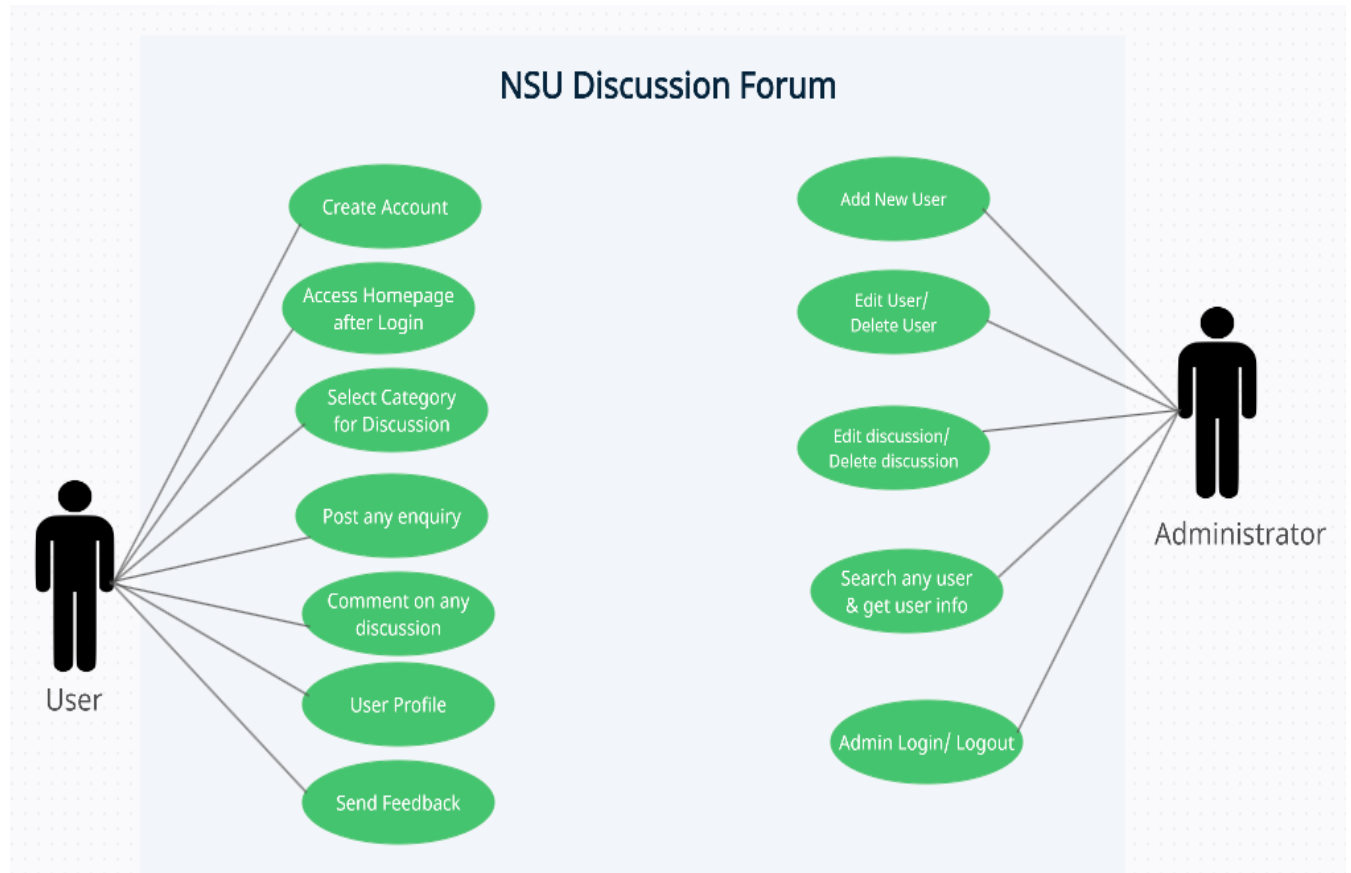 NSU Discussion Forum
Create Account
Access Homepage
after Login
Select Category
for Discussion
Post any enquiry
Comment on any
discussion
User Profile
Send Feedback
User
Add New User
Edit User/
Delete User
Edit discussion/
Delete discussion
Search any user
& get user info
Admin Login/ Logout
Administrator